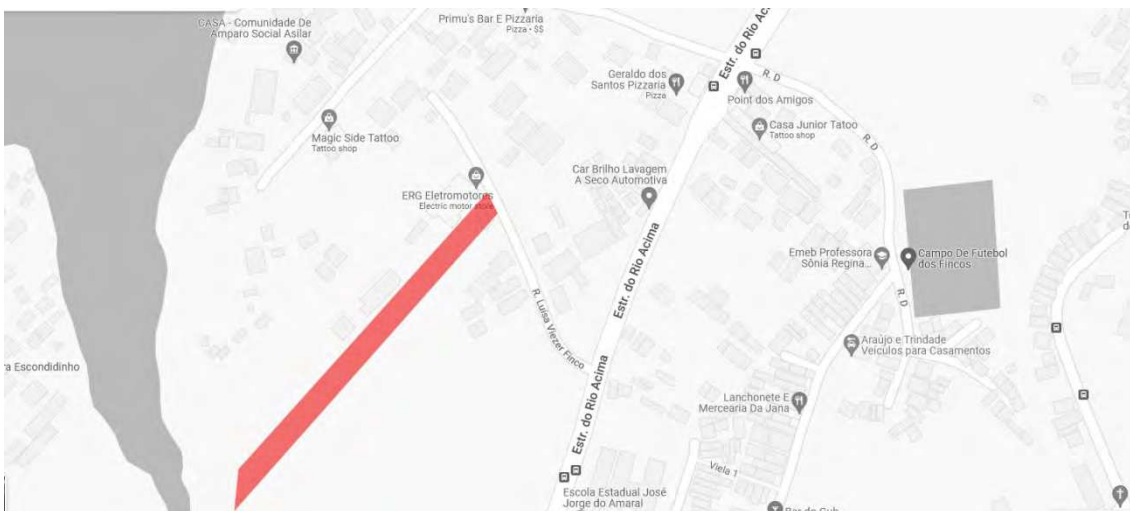 CASA - Comunidade De
Amparo Social Asilar
Primu's Bar E Pizzaria
Pizza • $$
Magic Side Tattoo
Tattoo shop
ERG Eletromotores
Electric motor store
R. Luísa Viezer Finco
Geraldo dos
Santos Pizzaria
Pizza
Estr. do Rio Acima
R. D
Point dos Amigos
Casa Junior Tatoo
Tattoo shop
R. D
Car Brilho Lavagem
A Seco Automotiva
Estr. do Rio Acima
Emeb Professora
Sônia Regina...
Campo De Futebol
dos Fincos
R. D
Araújo e Trindade
Veículos para Casamentos
Escondidinho
Estr. do Rio Acima
Lanchonete E
Mercearia Da Jana
Viela 1
Escola Estadual José
Jorge do Amaral